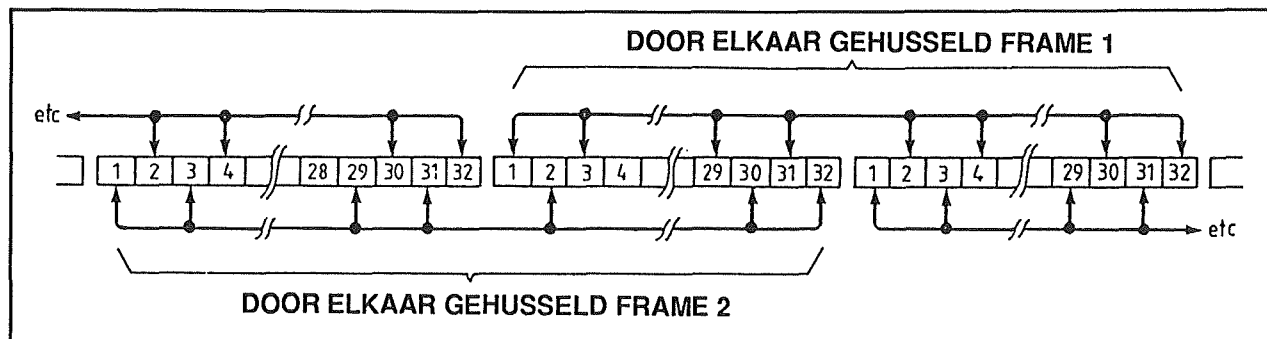 DOOR ELKAAR GEHUSSELD FRAME 1
etc
1 2 3 4 28 29 30 31 32 1 2 3 4 29 30 31 32 1 2 3 4 29 30 31 32
etc
DOOR ELKAAR GEHUSSELD FRAME 2